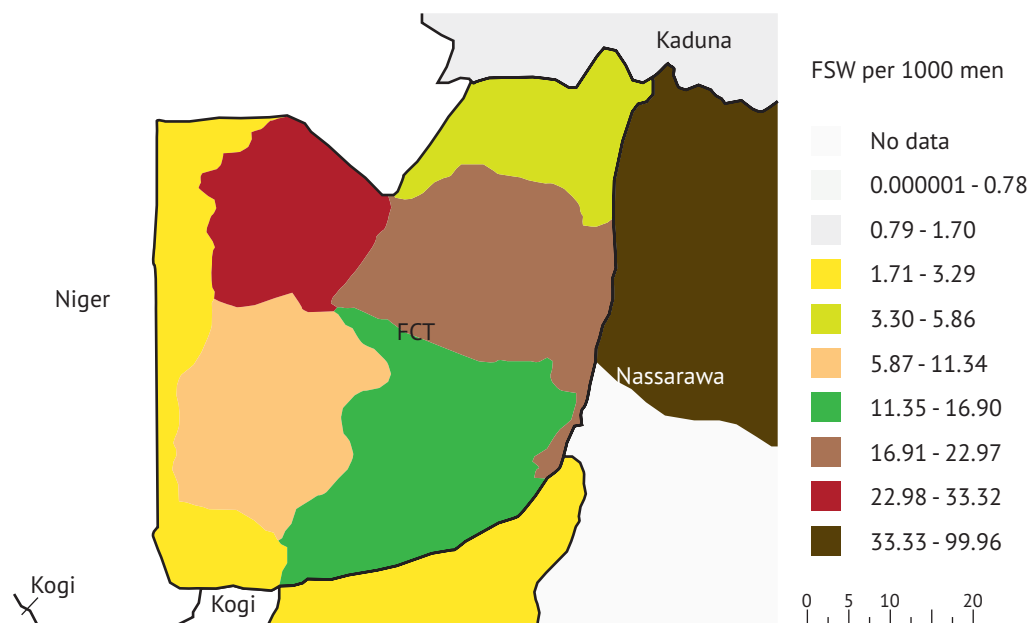 Kaduna
FSW per 1000 men
No data
0.000001 - 0.78
0.79 - 1.70
Niger
1.71 - 3.29
FCT
3.30 - 5.86
Nassarawa
5.87 - 11.34
11.35 - 16.90
16.91 - 22.97
22.98 - 33.32
33.33 - 99.96
Kogi
Kogi
0 5 10 20